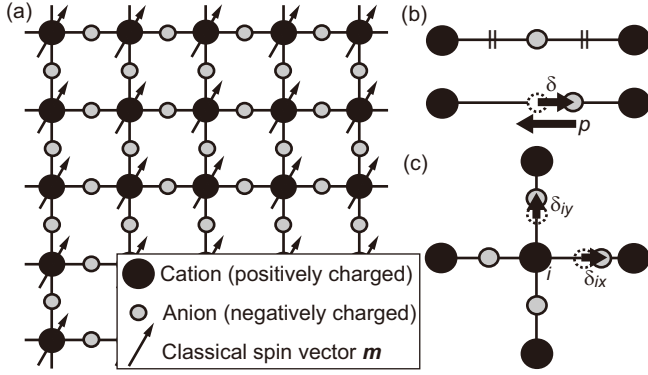 (a)
(b)
δ
p
(c)
δiy
i
δix
Cation (positively charged)
Anion (negatively charged)
Classical spin vector m